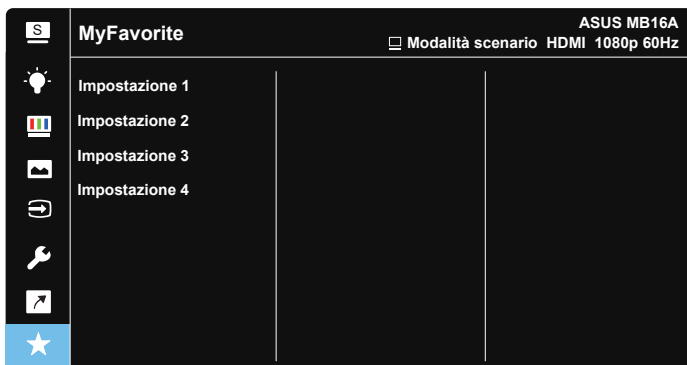 S
MyFavorite
ASUS MB16A
Modalità scenario HDMI 1080p 60Hz
Impostazione 1
Impostazione 2
Impostazione 3
Impostazione 4